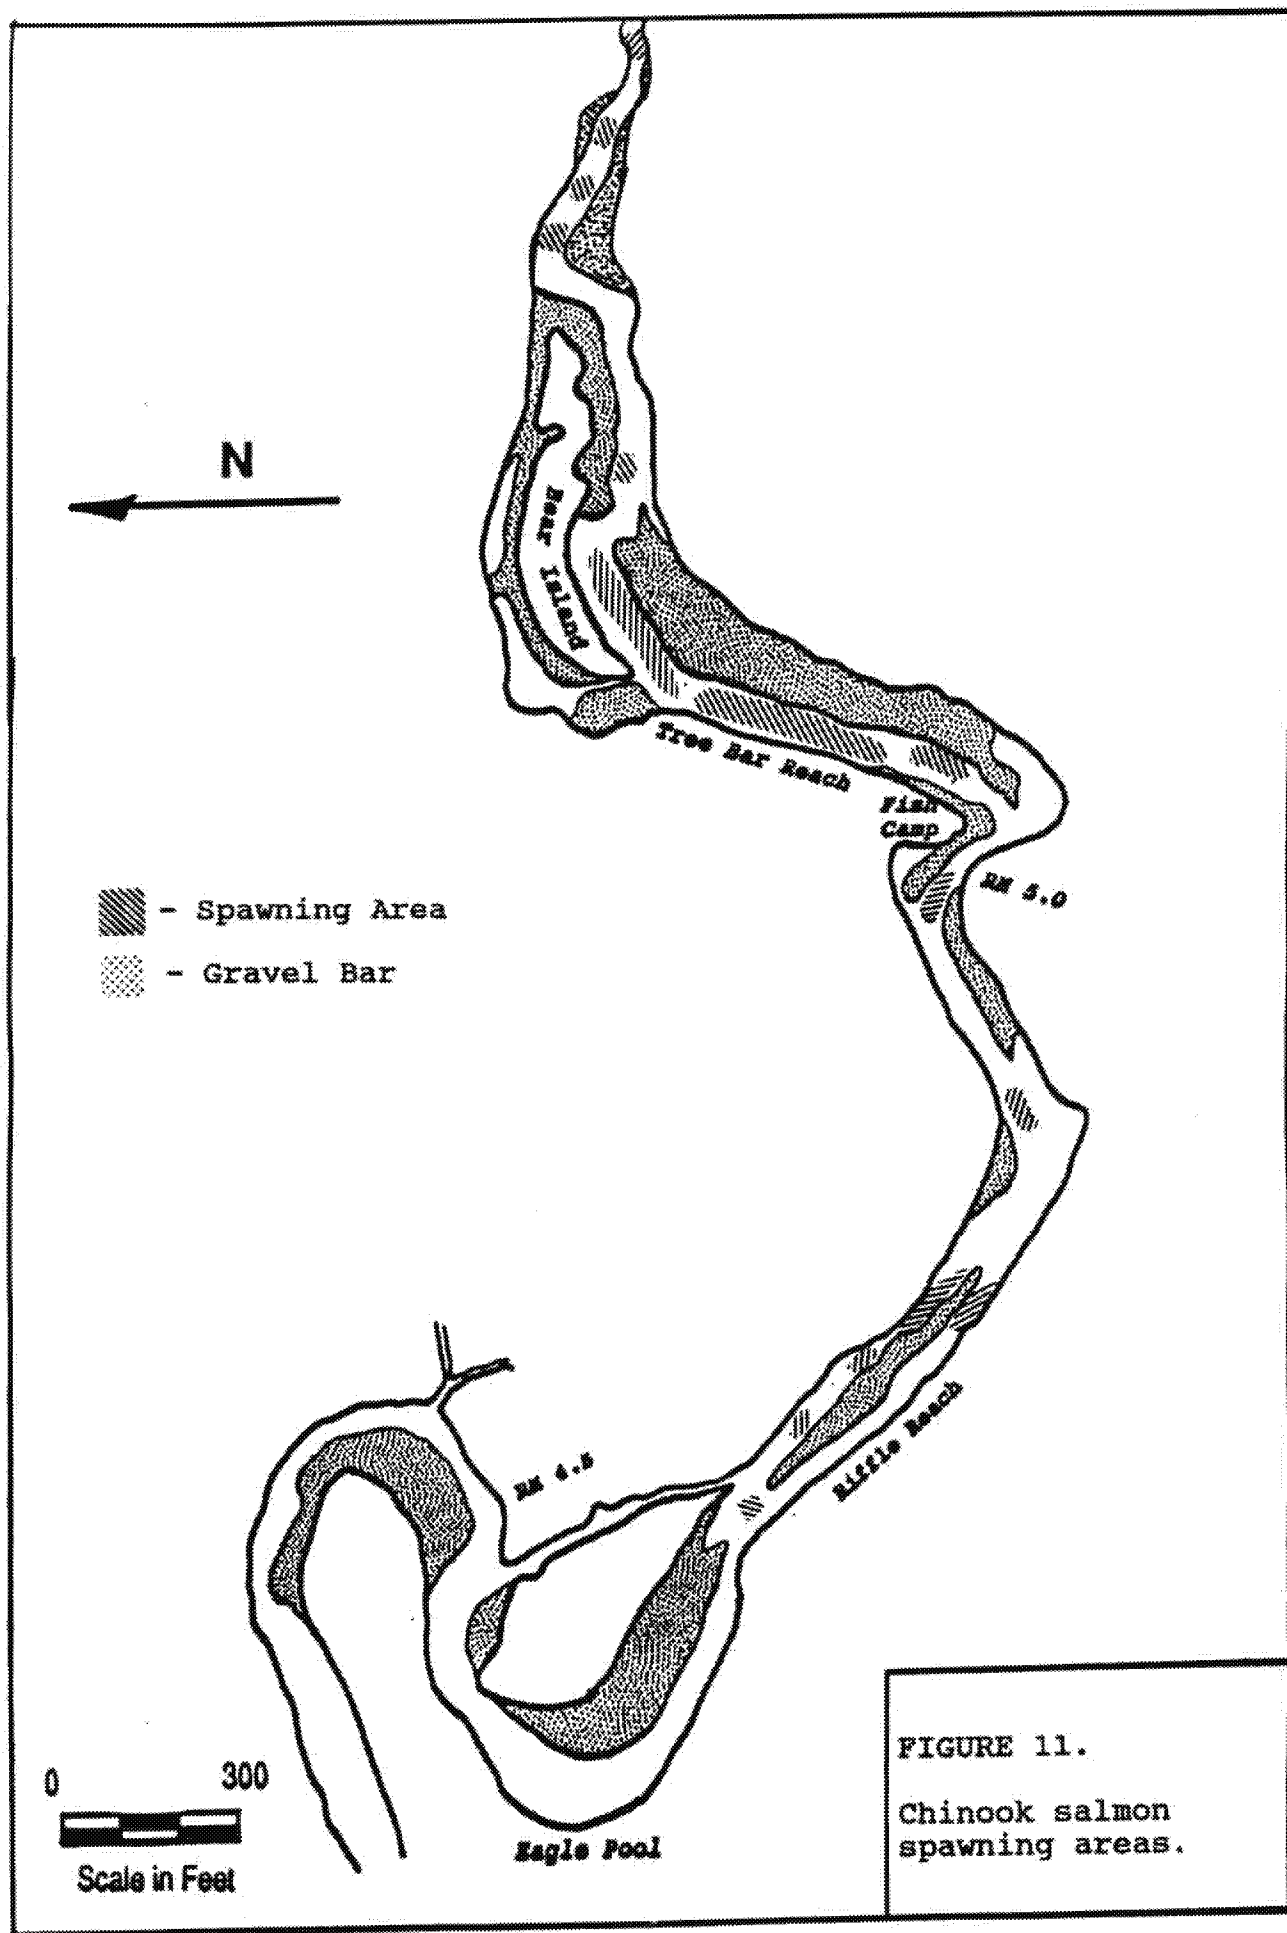 N
Bear Island
Tree Bar Reach
Fish
Camp
RM 5.0
- Spawning Area
- Gravel Bar
Riffle Reach
RM 4.5
Eagle Pool
0 300
Scale in Feet
FIGURE 11.
Chinook salmon
spawning areas.